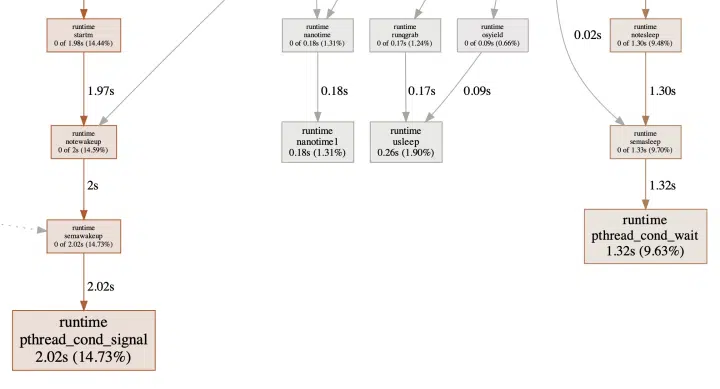 runtime
startm
0 of 1.98s (14.44%)
runtime
nanotime
0 of 0.18s (1.31%)
runtime
runqgrab
0 of 0.17s (1.24%)
runtime
osyield
0 of 0.09s (0.66%)
0.02s
runtime
notesleep
0 of 1.30s (9.48%)
1.97s
0.18s
0.17s
0.09s
1.30s
runtime
notewakeup
0 of 2s (14.59%)
runtime
nanotime1
0.18s (1.31%)
runtime
usleep
0.26s (1.90%)
runtime
semasleep
0 of 1.33s (9.70%)
2s
1.32s
runtime
semawakeup
0 of 2.02s (14.73%)
runtime
pthread_cond_wait
1.32s (9.63%)
2.02s
runtime
pthread_cond_signal
2.02s (14.73%)